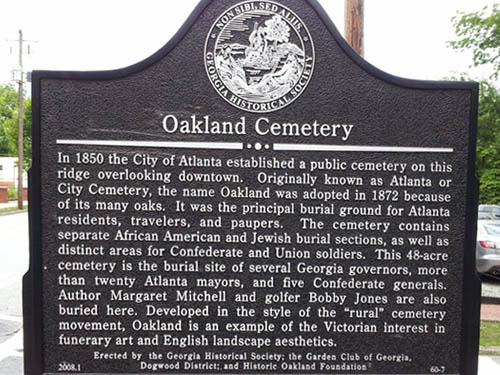 NON SIBI, SED ALIIS
GEORGIA HISTORICAL SOCIETY
Oakland Cemetery
In 1850 the City of Atlanta established a public cemetery on this
ridge overlooking downtown. Originally known as Atlanta or
City Cemetery, the name Oakland was adopted in 1872 because
of its many oaks. It was the principal burial ground for Atlanta
residents, travelers, and paupers. The cemetery contains
separate African American and Jewish burial sections, as well as
distinct areas for Confederate and Union soldiers. This 48-acre
cemetery is the burial site of several Georgia governors, more
than twenty Atlanta mayors, and five Confederate generals.
Author Margaret Mitchell and golfer Bobby Jones are also
buried here. Developed in the style of the "rural" cemetery
movement, Oakland is an example of the Victorian interest in
funerary art and English landscape aesthetics.
Erected by the Georgia Historical Society; the Garden Club of Georgia,
2008.1 Dogwood District; and Historic Oakland Foundation 60-7